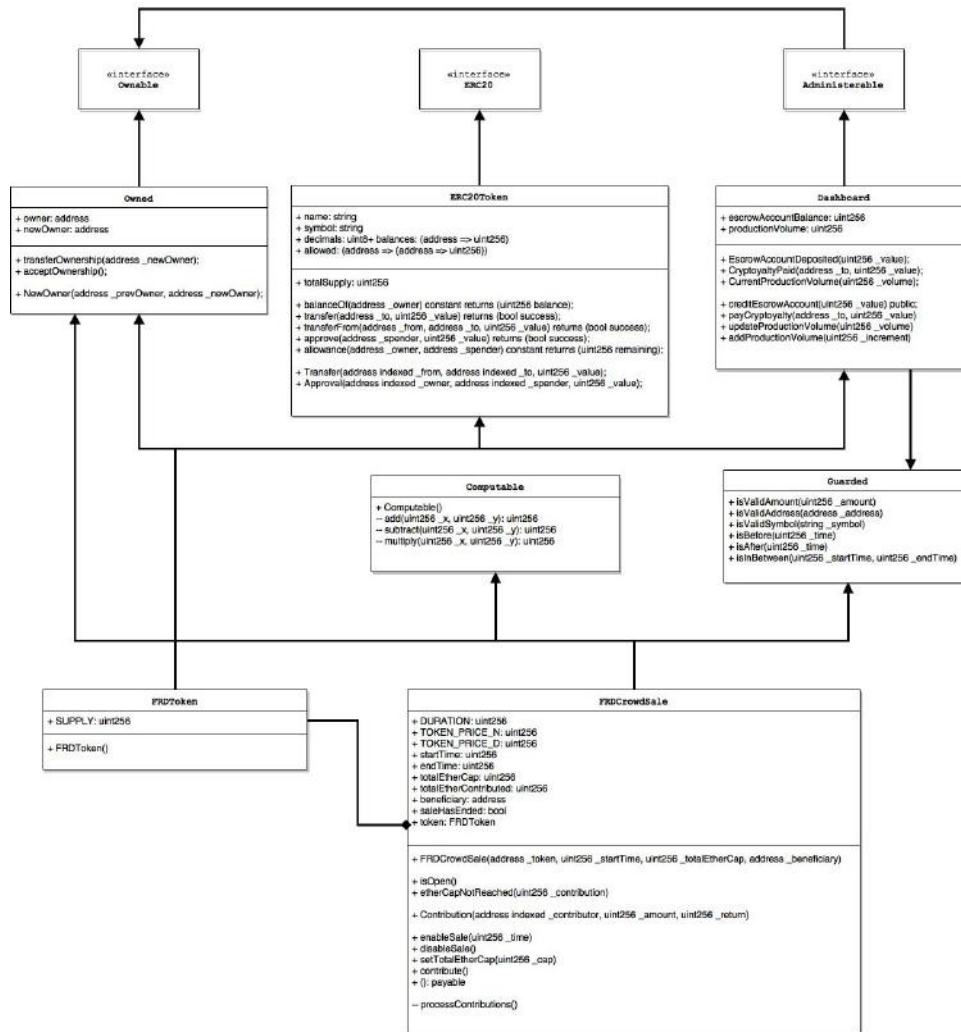 «interface»
Ownable
«interface»
ERC20
«interface»
Administerable
Owned
+ owner: address
+ newOwner: address
+ transferOwnership(address _newOwner);
+ acceptOwnership();
+ NewOwner(address _prevOwner, address _newOwner);
ERC20Token
+ name: string
+ symbol: string
+ decimals: uint8+ balances: (address => uint256)
+ allowed: (address => (address => uint256))
+ totalSupply: uint256
+ balanceOf(address _owner) constant returns (uint256 balance);
+ transfer(address _to, uint256 _value) returns (bool success);
+ transferFrom(address _from, address _to, uint256 _value) returns (bool success);
+ approve(address _spender, uint256 _value) returns (bool success);
+ allowance(address _owner, address _spender) constant returns (uint256 remaining);
+ Transfer(address indexed _from, address indexed _to, uint256 _value);
+ Approval(address indexed _owner, address indexed _spender, uint256 _value);
Dashboard
+ escrowAccountBalance: uint256
+ productionVolume: uint256
+ EscrowAccountDeposited(uint256 _value);
+ CryptoyaltyPaid(address _to, uint256 _value);
+ CurrentProductionVolume(uint256 _volume);
+ creditEscrowAccount(uint256 _value) public;
+ payCryptoyalty(address _to, uint256 _value)
+ updateProductionVolume(uint256 _volume)
+ addProductionVolume(uint256 _increment)
Computable
+ Computable()
-- add(uint256 _x, uint256 _y): uint256
-- subtract(uint256 _x, uint256 _y): uint256
-- multiply(uint256 _x, uint256 _y): uint256
Guarded
+ isValidAmount(uint256 _amount)
+ isValidAddress(address _address)
+ isValidSymbol(string _symbol)
+ isBefore(uint256 _time)
+ isAfter(uint256 _time)
+ isInBetween(uint256 _startTime, uint256 _endTime)
FRDToken
+ SUPPLY: uint256
+ FRDToken()
FRDCrowdSale
+ DURATION: uint256
+ TOKEN_PRICE_N: uint256
+ TOKEN_PRICE_D: uint256
+ startTime: uint256
+ endTime: uint256
+ totalEtherCap: uint256
+ totalEtherContributed: uint256
+ beneficiary: address
+ saleHasEnded: bool
+ token: FRDToken
+ FRDCrowdSale(address _token, uint256 _startTime, uint256 _totalEtherCap, address _beneficiary)
+ isOpen()
+ etherCapNotReached(uint256 _contribution)
+ Contribution(address indexed _contributor, uint256 _amount, uint256 _return)
+ enableSale(uint256 _time)
+ disableSale()
+ setTotalEtherCap(uint256 _cap)
+ contribute()
+ (): payable
-- processContributions()